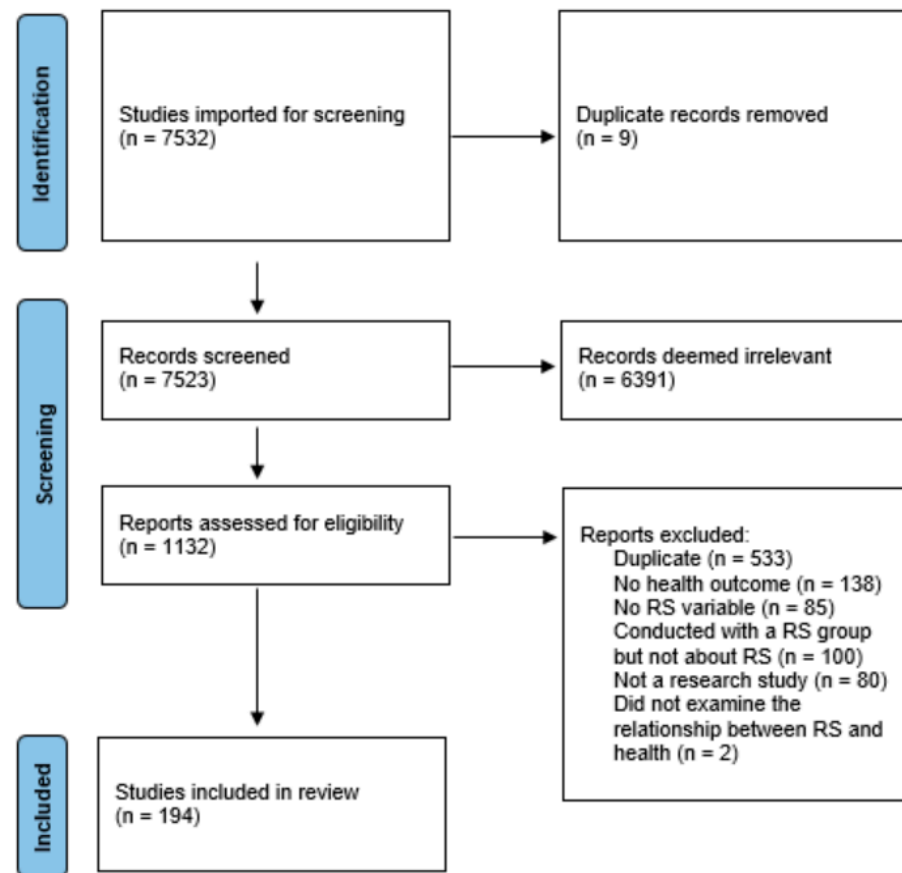 Identification
Studies imported for screening
(n = 7532)
Duplicate records removed
(n = 9)
Screening
Records screened
(n = 7523)
Records deemed irrelevant
(n = 6391)
Reports assessed for eligibility
(n = 1132)
Reports excluded:
Duplicate (n = 533)
No health outcome (n = 138)
No RS variable (n = 85)
Conducted with a RS group
but not about RS (n = 100)
Not a research study (n = 80)
Did not examine the
relationship between RS and
health (n = 2)
Included
Studies included in review
(n = 194)